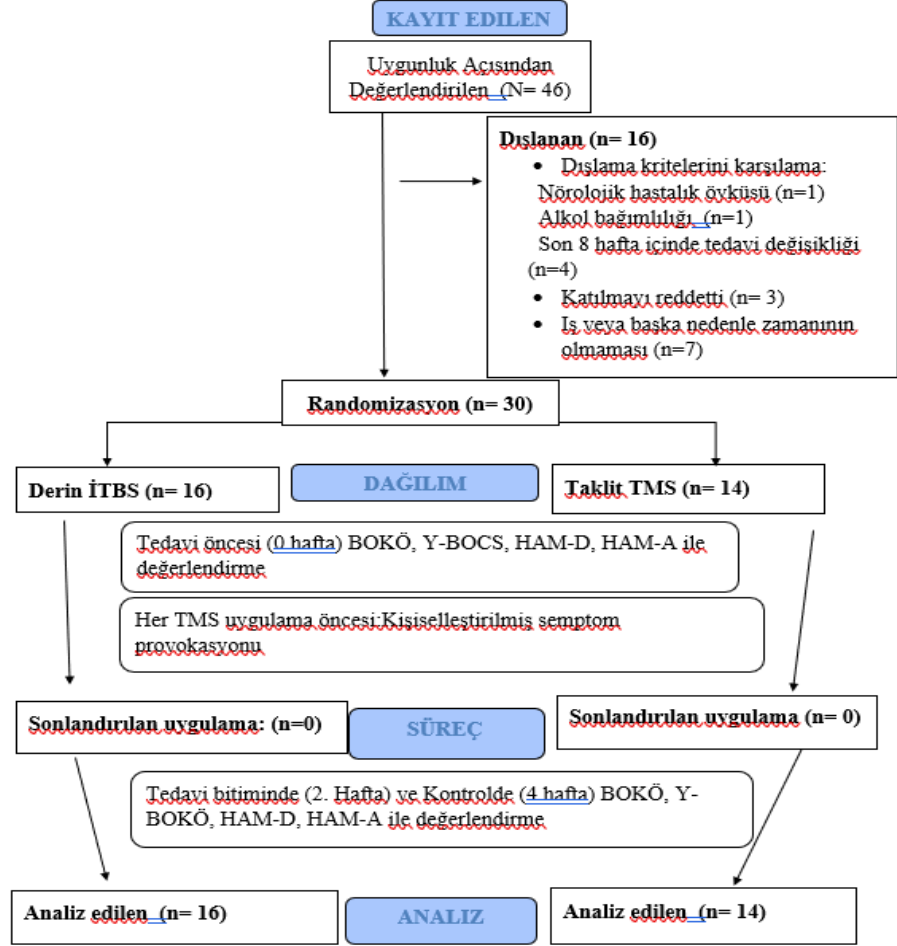 KAYIT EDILEN
Uygunluk Açısından
Değerlendirilen (N= 46)
Dışlanan (n= 16)
• Dışlama kritelerini karşılama:
Nörolojik hastalık öyküsü (n=1)
Alkol bağımlılığı (n=1)
Son 8 hafta içinde tedavi değişikliği
(n=4)
• Katılmayı reddetti (n= 3)
• Iş veya başka nedenle zamanının
olmaması (n=7)
Randomizasyon (n= 30)
Derin İTBS (n= 16)
DAĞILIM
Taklit TMS (n= 14)
Tedavi öncesi (0 hafta) BOKÖ, Y-BOCS, HAM-D, HAM-A ile
değerlendirme
Her TMS uygulama öncesi:Kişiselleştirilmiş semptom
provokasyonu
Sonlandırılan uygulama: (n=0)
SÜREÇ
Sonlandırılan uygulama (n= 0)
Tedavi bitiminde (2. Hafta) ve Kontrolde (4 hafta) BOKÖ, Y-
BOKÖ, HAM-D, HAM-A ile değerlendirme
Analiz edilen (n= 16)
ANALIZ
Analiz edilen (n= 14)